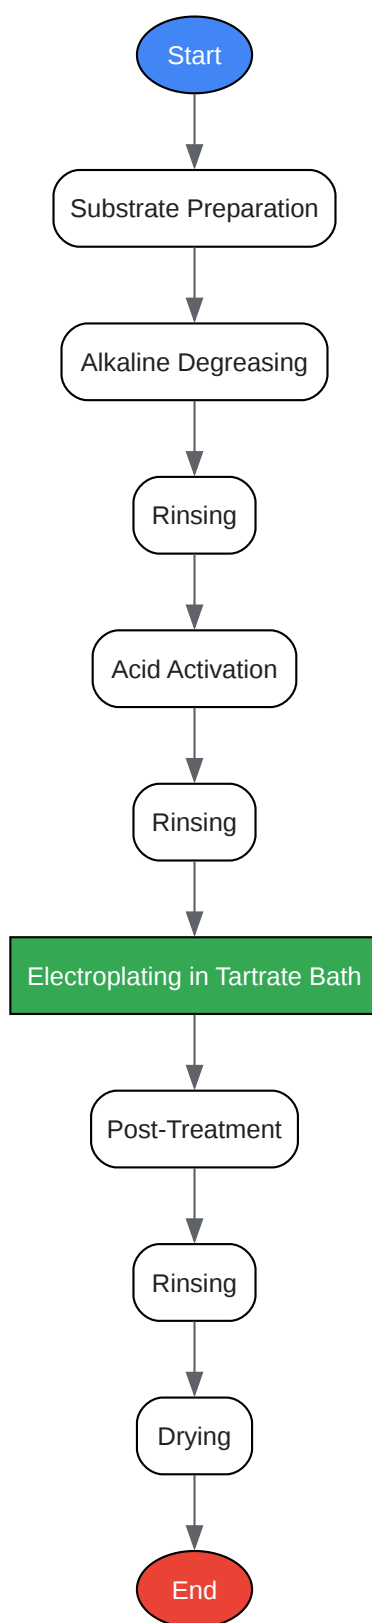 Start
Substrate Preparation
Alkaline Degreasing
Rinsing
Acid Activation
Rinsing
Electroplating in Tartrate Bath
Post-Treatment
Rinsing
Drying
End